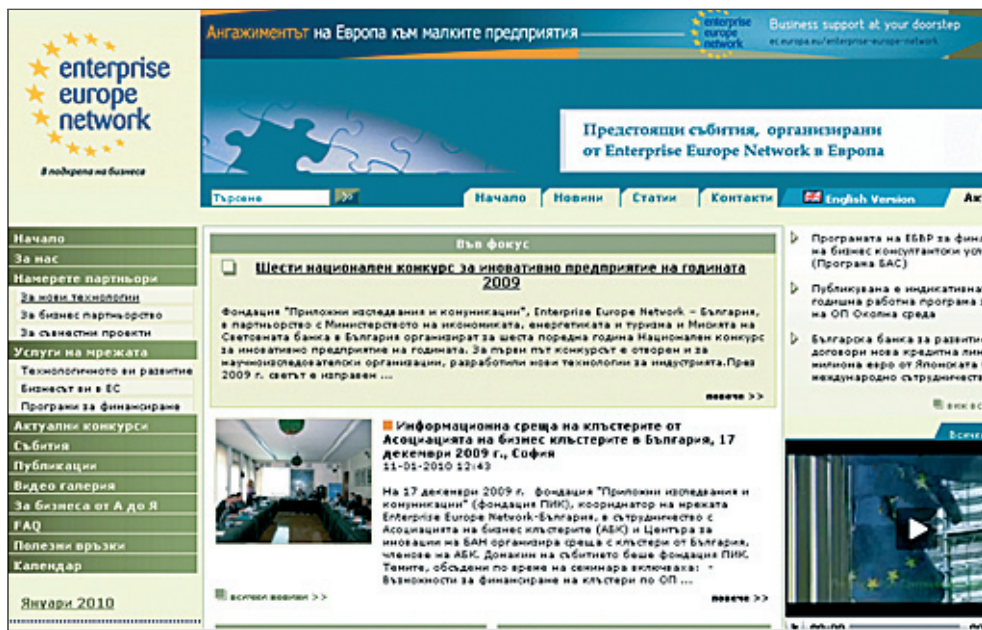 enterprise
europe
network
В подкрепа на бизнеса
Ангажиментът на Европа към малките предприятия
enterprise
europe
network
Business support at your doorstep
ec.europa.eu/enterprise-europe-network
Предстоящи събития, организирани
от Enterprise Europe Network в Европа
Търсене >>
Начало
Новини
Статии
Контакти
English Version
Ак
Начало
За нас
Намерете партньори
За нови технологии
За бизнес партньорство
За съвместни проекти
Услуги на мрежата
Технологичното ви развитие
Бизнесът ви в ЕС
Програми за финансиране
Актуални конкурси
Събития
Публикации
Видео галерия
За бизнеса от А до Я
FAQ
Полезни връзки
Календар
Януари 2010
Във фокус
Шести национален конкурс за иновативно предприятие на годината
2009
Фондация "Приложни изследвания и комуникации", Enterprise Europe Network – България,
в партньорство с Министерството на икономиката, енергетиката и туризма и Мисията на
Световната банка в България организират за шеста поредна година Национален конкурс
за иновативно предприятие на годината. За първи път конкурсът е отворен и за
научноизследователски организации, разработили нови технологии за индустрията.През
2009 г. светът е изправен ...
повече >>
Информационна среща на клъстерите от
Асоциацията на бизнес клъстерите в България, 17
декември 2009 г., София
11-01-2010 12:43
На 17 декември 2009 г. фондация "Приложни изследвания и
комуникации" (фондация ПИК), координатор на мрежата
Enterprise Europe Network-България, в сътрудничество с
Асоциацията на бизнес клъстерите (АБК) и Центъра за
иновации на БАН организира среща с клъстери от България,
членове на АБК. Домакин на събитието беше фондация ПИК.
Темите, обсъдени по време на семинара включваха: -
Възможности за финансиране на клъстери по ОП ...
всички новини >>
повече >>
Програмата на ЕБВР за фина
на бизнес консултантски усл
(Програма БАС)
Публикувана е индикативна
годишна работна програма з
на ОП Околна среда
Българска банка за развитие
договори нова кредитна лин
милиона евро от Японската
международно сътрудничеств
виж вс
Всичк
00:00
00